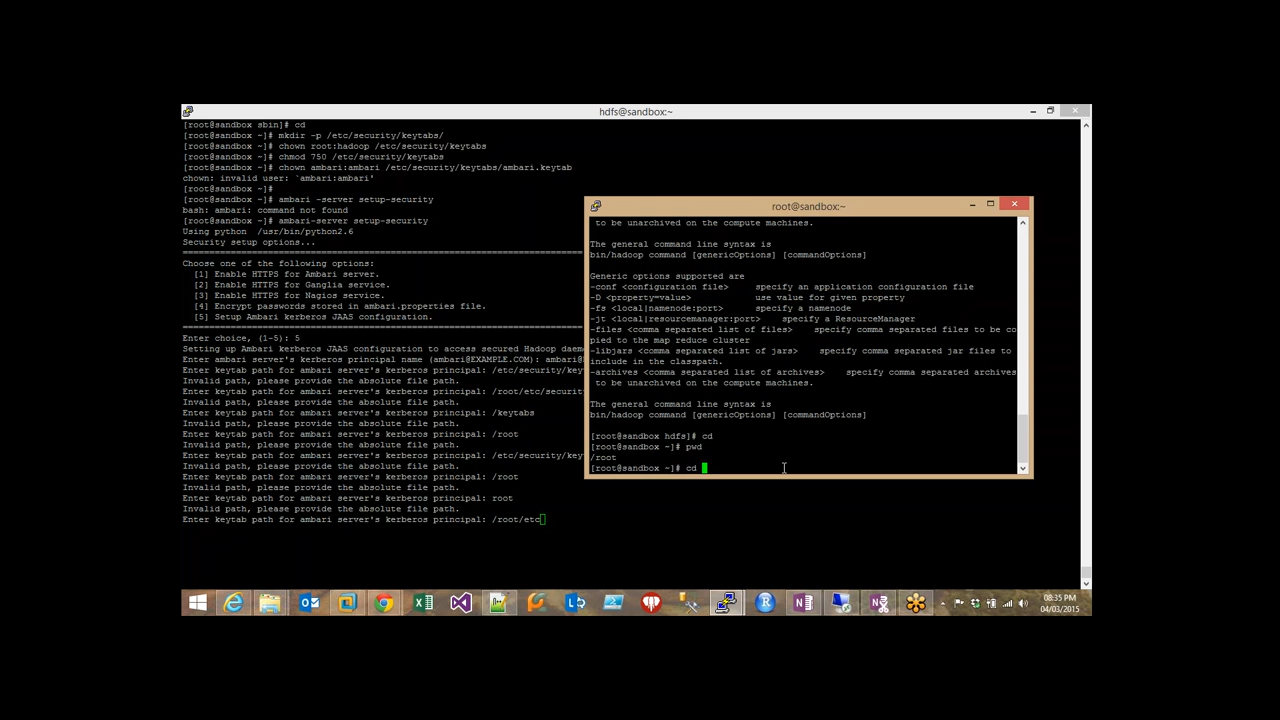 hdfs@sandbox:~
[root@sandbox sbin]# cd
[root@sandbox ~]# mkdir -p /etc/security/keytabs/
[root@sandbox ~]# chown root:hadoop /etc/security/keytabs
[root@sandbox ~]# chmod 750 /etc/security/keytabs
[root@sandbox ~]# chown ambari:ambari /etc/security/keytabs/ambari.keytab
chown: invalid user: `ambari:ambari'
[root@sandbox ~]#
[root@sandbox ~]# ambari -server setup-security
bash: ambari: command not found
[root@sandbox ~]# ambari-server setup-security
Using python  /usr/bin/python2.6
Security setup options...
Choose one of the following options:
[1] Enable HTTPS for Ambari server.
[2] Enable HTTPS for Ganglia service.
[3] Enable HTTPS for Nagios service.
[4] Encrypt passwords stored in ambari.properties file.
[5] Setup Ambari kerberos JAAS configuration.
Enter choice, (1-5): 5
Setting up Ambari kerberos JAAS configuration to access secured Hadoop daem
Enter ambari server's kerberos principal name (ambari@EXAMPLE.COM): ambari@
Enter keytab path for ambari server's kerberos principal: /etc/security/key
Invalid path, please provide the absolute file path.
Enter keytab path for ambari server's kerberos principal: /root/etc/securit
Invalid path, please provide the absolute file path.
Enter keytab path for ambari server's kerberos principal: /keytabs
Invalid path, please provide the absolute file path.
Enter keytab path for ambari server's kerberos principal: /root
Invalid path, please provide the absolute file path.
Enter keytab path for ambari server's kerberos principal: /etc/security/key
Invalid path, please provide the absolute file path.
Enter keytab path for ambari server's kerberos principal: /root
Invalid path, please provide the absolute file path.
Enter keytab path for ambari server's kerberos principal: root
Invalid path, please provide the absolute file path.
Enter keytab path for ambari server's kerberos principal: /root/etc
root@sandbox:~
to be unarchived on the compute machines.
The general command line syntax is
bin/hadoop command [genericOptions] [commandOptions]
Generic options supported are
-conf <configuration file>     specify an application configuration file
-D <property=value>            use value for given property
-fs <local|namenode:port>      specify a namenode
-jt <local|resourcemanager:port>    specify a ResourceManager
-files <comma separated list of files>    specify comma separated files to be co
pied to the map reduce cluster
-libjars <comma separated list of jars>    specify comma separated jar files to
include in the classpath.
-archives <comma separated list of archives>    specify comma separated archives
to be unarchived on the compute machines.
The general command line syntax is
bin/hadoop command [genericOptions] [commandOptions]
[root@sandbox hdfs]# cd
[root@sandbox ~]# pwd
/root
[root@sandbox ~]# cd
08:35 PM
04/03/2015